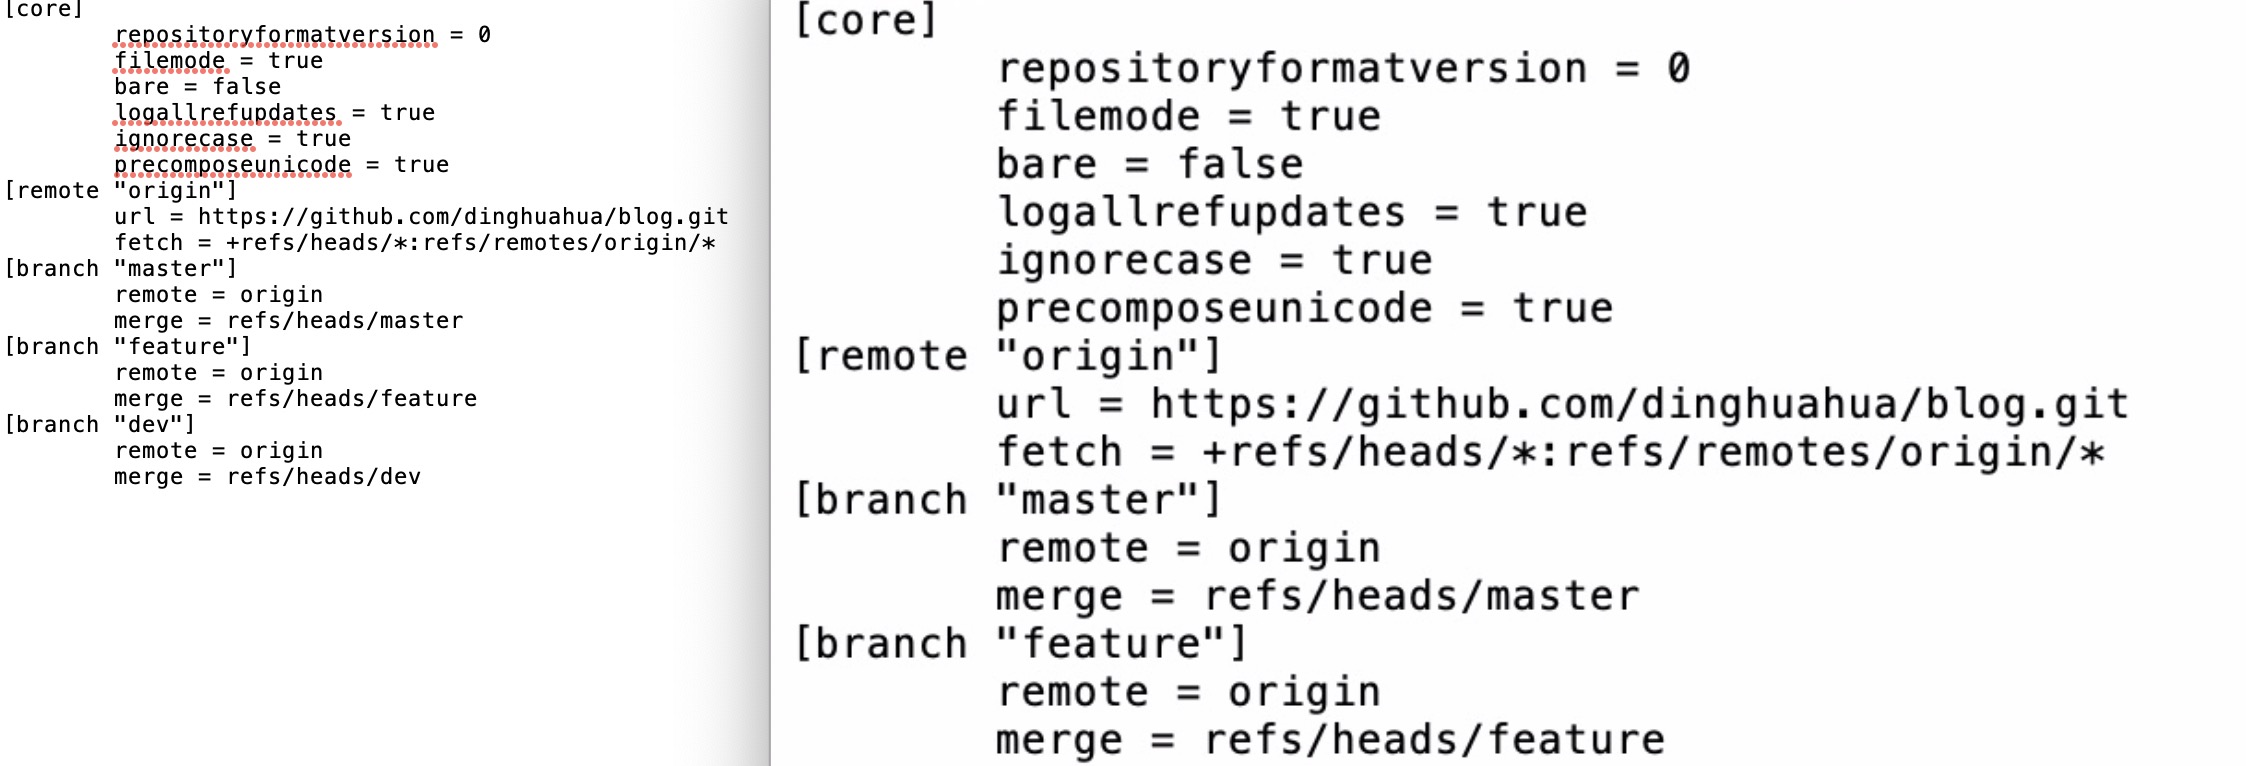 [core]
	repositoryformatversion = 0
	filemode = true
	bare = false
	logallrefupdates = true
	ignorecase = true
	precomposeunicode = true
[remote "origin"]
	url = https://github.com/dinghuahua/blog.git
	fetch = +refs/heads/*:refs/remotes/origin/*
[branch "master"]
	remote = origin
	merge = refs/heads/master
[branch "feature"]
	remote = origin
	merge = refs/heads/feature
[branch "dev"]
	remote = origin
	merge = refs/heads/dev
[core]
	repositoryformatversion = 0
	filemode = true
	bare = false
	logallrefupdates = true
	ignorecase = true
	precomposeunicode = true
[remote "origin"]
	url = https://github.com/dinghuahua/blog.git
	fetch = +refs/heads/*:refs/remotes/origin/*
[branch "master"]
	remote = origin
	merge = refs/heads/master
[branch "feature"]
	remote = origin
	merge = refs/heads/feature